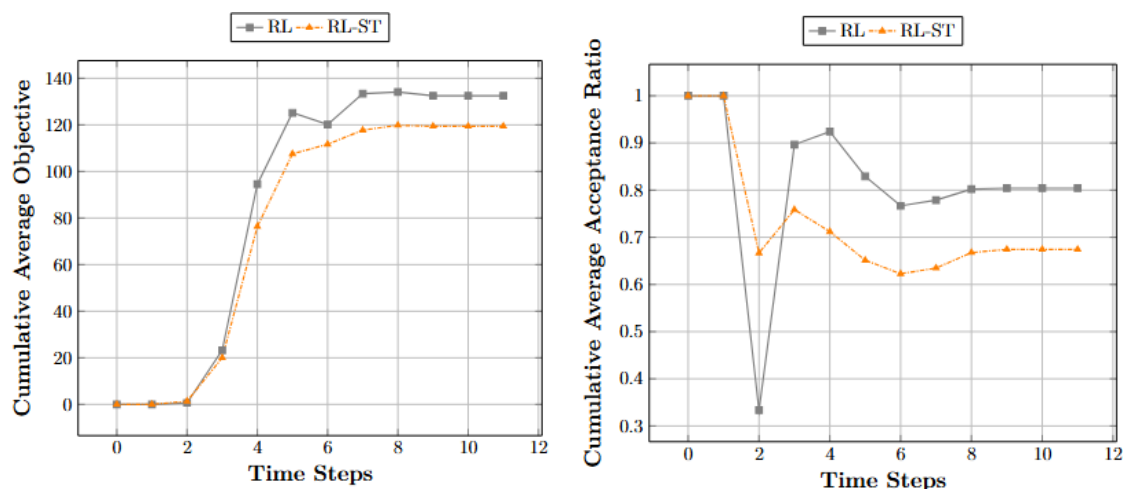 RL RL-ST
140
120
100
80
60
40
20
0
0 2 4 6 8 10 12
Time Steps
Cumulative Average Objective
RL RL-ST
1
0.9
0.8
0.7
0.6
0.5
0.4
0.3
0 2 4 6 8 10 12
Time Steps
Cumulative Average Acceptance Ratio